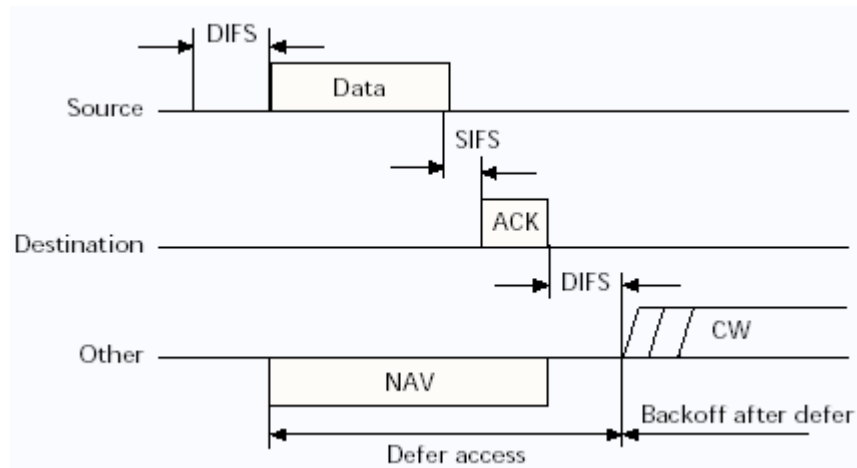 DIFS
Data
Source
SIFS
ACK
Destination
DIFS
CW
Other
NAV
Backoff after defer
Defer access